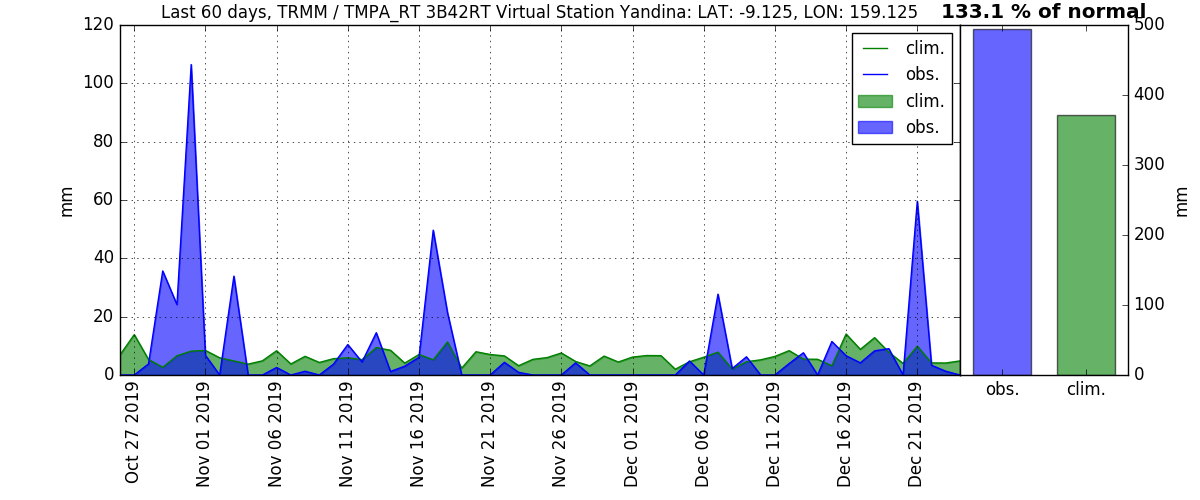 Last 60 days, TRMM / TMPA_RT 3B42RT Virtual Station Yandina: LAT: -9.125, LON: 159.125
133.1 % of normal
120
100
80
60
40
20
0
mm
clim.
obs.
clim.
obs.
500
400
300
200
100
0
mm
obs.
clim.
Oct 27 2019
Nov 01 2019
Nov 06 2019
Nov 11 2019
Nov 16 2019
Nov 21 2019
Nov 26 2019
Dec 01 2019
Dec 06 2019
Dec 11 2019
Dec 16 2019
Dec 21 2019